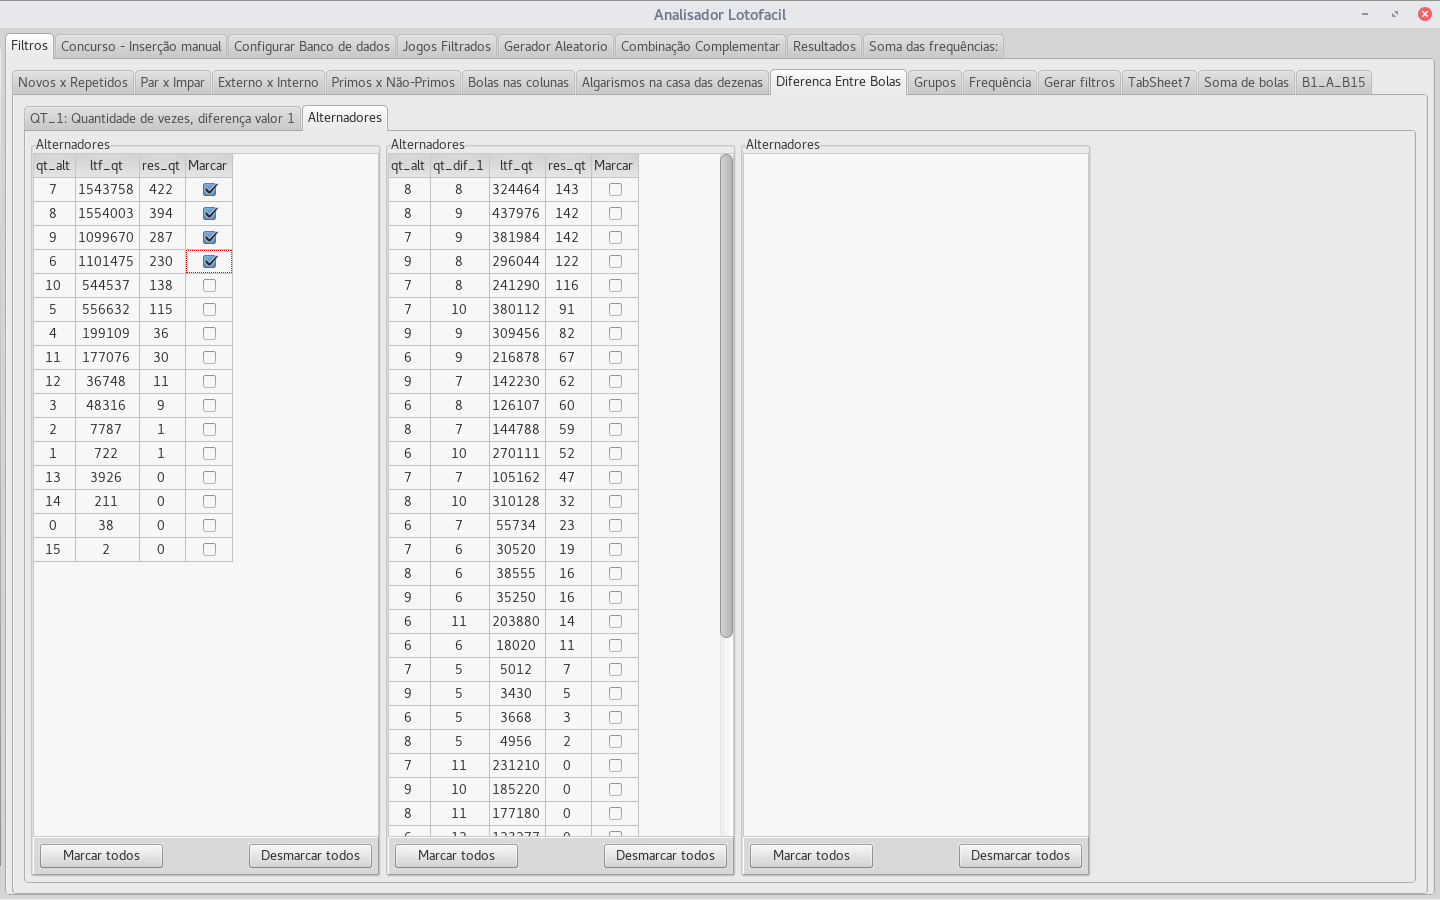 Analisador Lotofacil
Filtros Concurso - Inserção manual Configurar Banco de dados Jogos Filtrados Gerador Aleatorio Combinação Complementar Resultados Soma das frequências:
Novos x Repetidos Par x Impar Externo x Interno Primos x Não-Primos Bolas nas colunas Algarismos na casa das dezenas Diferenca Entre Bolas Grupos Frequência Gerar filtros TabSheet7 Soma de bolas B1_A_B15
QT_1: Quantidade de vezes, diferença valor 1 Alternadores
Alternadores
qt_alt ltf_qt res_qt Marcar
7 1543758 422
8 1554003 394
9 1099670 287
6 1101475 230
10 544537 138
5 556632 115
4 199109 36
11 177076 30
12 36748 11
3 48316 9
2 7787 1
1 722 1
13 3926 0
14 211 0
0 38 0
15 2 0
Marcar todos Desmarcar todos
Alternadores
qt_alt qt_dif_1 ltf_qt res_qt Marcar
8 8 324464 143
8 9 437976 142
7 9 381984 142
9 8 296044 122
7 8 241290 116
7 10 380112 91
9 9 309456 82
6 9 216878 67
9 7 142230 62
6 8 126107 60
8 7 144788 59
6 10 270111 52
7 7 105162 47
8 10 310128 32
6 7 55734 23
7 6 30520 19
8 6 38555 16
9 6 35250 16
6 11 203880 14
6 6 18020 11
7 5 5012 7
9 5 3430 5
6 5 3668 3
8 5 4956 2
7 11 231210 0
9 10 185220 0
8 11 177180 0
Marcar todos Desmarcar todos
Alternadores
Marcar todos Desmarcar todos